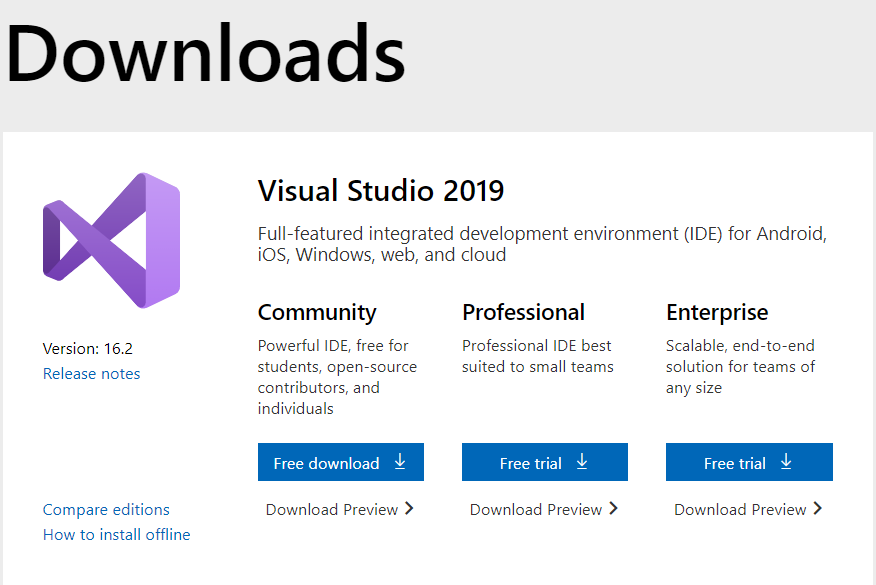 Downloads
Visual Studio 2019
Full-featured integrated development environment (IDE) for Android,
iOS, Windows, web, and cloud
Version: 16.2
Release notes
Compare editions
How to install offline
Community
Powerful IDE, free for
students, open-source
contributors, and
individuals
Free download
Download Preview
Professional
Professional IDE best
suited to small teams
Free trial
Download Preview
Enterprise
Scalable, end-to-end
solution for teams of
any size
Free trial
Download Preview